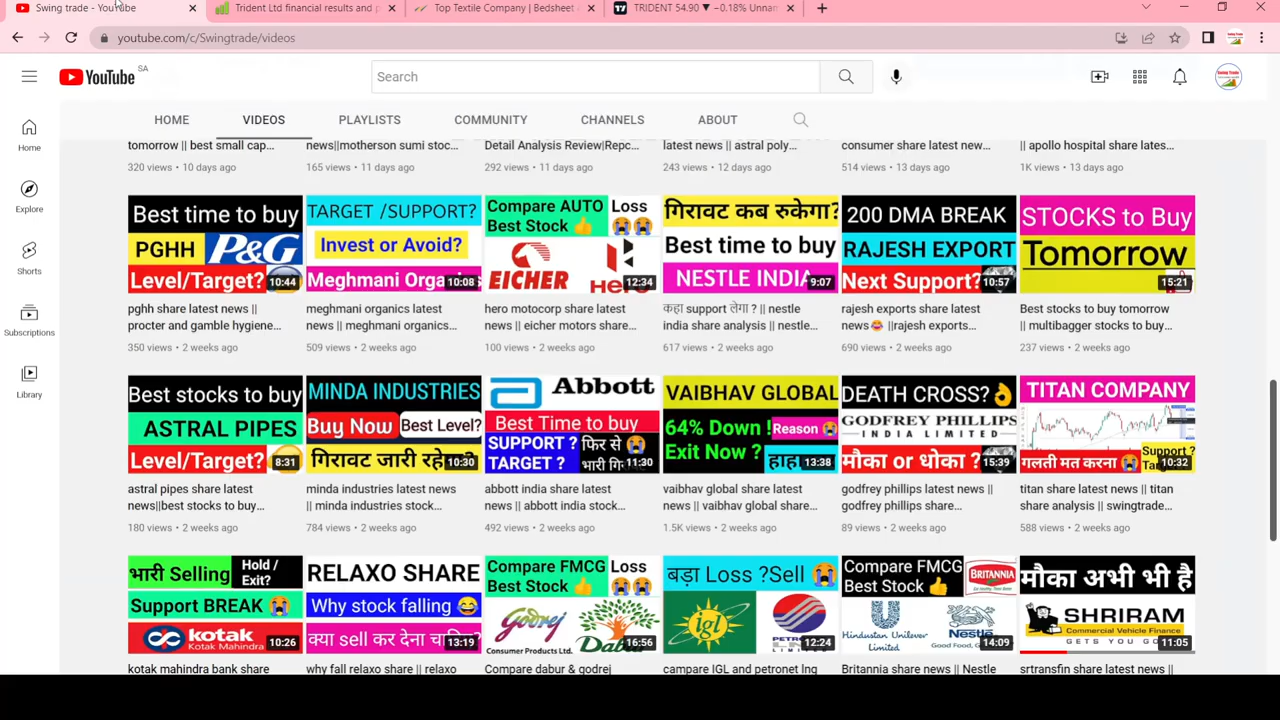 Swing trade - YouTube
Trident Ltd financial results and p
Top Textile Company | Bedsheet
TRIDENT 54.90 ▼ −0.18% Unnam
youtube.com/c/Swingtrade/videos
YouTube SA
Search
HOME VIDEOS PLAYLISTS COMMUNITY CHANNELS ABOUT
Home
Explore
Shorts
Subscriptions
Library
tomorrow || best small cap...
320 views • 10 days ago
news||motherson sumi stoc...
165 views • 11 days ago
Detail Analysis Review|Repc...
292 views • 11 days ago
latest news || astral poly...
243 views • 12 days ago
consumer share latest new...
514 views • 13 days ago
|| apollo hospital share lates...
1K views • 13 days ago
Best time to buy
PGHH P&G
Level/Target?
10:44
pghh share latest news ||
procter and gamble hygiene...
350 views • 2 weeks ago
TARGET /SUPPORT?
Invest or Avoid?
Meghmani Orga
10:08
meghmani organics latest
news || meghmani organics...
509 views • 2 weeks ago
Compare AUTO Loss
Best Stock
EICHER Hero
12:34
hero motocorp share latest
news || eicher motors share...
100 views • 2 weeks ago
गिरावट कब रुकेगा?
Best time to buy
NESTLE INDIA
9:07
कहा support लेगा ? || nestle
india share analysis || nestle...
617 views • 2 weeks ago
200 DMA BREAK
RAJESH EXPORT
Next Support?
10:57
rajesh exports share latest
news😂 ||rajesh exports...
690 views • 2 weeks ago
STOCKS to Buy
Tomorrow
15:21
Best stocks to buy tomorrow
|| multibagger stocks to buy...
237 views • 2 weeks ago
Best stocks to buy
ASTRAL PIPES
Level/Target?
8:31
astral pipes share latest
news||best stocks to buy...
180 views • 2 weeks ago
MINDA INDUSTRIES
Buy Now Best Level?
गिरावट जारी रहे
10:30
minda industries latest news
|| minda industries stock...
784 views • 2 weeks ago
Abbott
Best Time to buy
SUPPORT ? फिर से
TARGET ? भारी गि
11:30
abbott india share latest
news || abbott india stock...
492 views • 2 weeks ago
VAIBHAV GLOBAL
64% Down ! Reason
Exit Now ? हाह
13:38
vaibhav global share latest
news || vaibhav global share...
1.5K views • 2 weeks ago
DEATH CROSS?
GODFREY PHILLIPS
INDIA LIMITED
मौका or धोका ?
15:39
godfrey phillips latest news ||
godfrey phillips share...
89 views • 2 weeks ago
TITAN COMPANY
गलती मत करना Support ?
10:32
titan share latest news || titan
share analysis || swingtrade...
588 views • 2 weeks ago
भारी Selling Hold /
Exit?
Support BREAK
kotak
Kotak Mahindra
10:26
kotak mahindra bank share
RELAXO SHARE
Why stock falling
क्या sell कर देना चा
13:19
why fall relaxo share || relaxo
Compare FMCG Loss
Best Stock
Godrej
Consumer Products Ltd. Dabu
16:56
Compare dabur & godrej
बड़ा Loss ?Sell
igl PETR
12:24
campare IGL and petronet lng
Compare FMCG BRITANNIA
Best Stock
Hindustan Unilever
Limited
Nestle
Good Food, G
14:09
Britannia share news || Nestle
मौका अभी भी है
SHRIRAM
Commercial Vehicle Finance
GETS YOU G
11:05
srtransfin share latest news ||